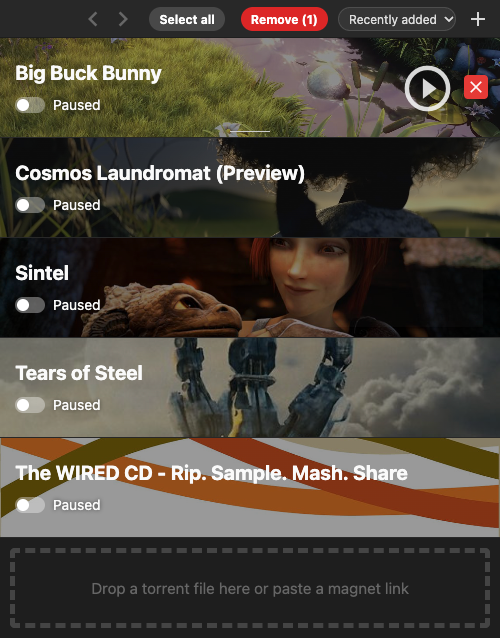 Select all
Remove (1)
Recently added
Big Buck Bunny
Paused
Cosmos Laundromat (Preview)
Paused
Sintel
Paused
Tears of Steel
Paused
The WIRED CD - Rip. Sample. Mash. Share
Paused
Drop a torrent file here or paste a magnet link